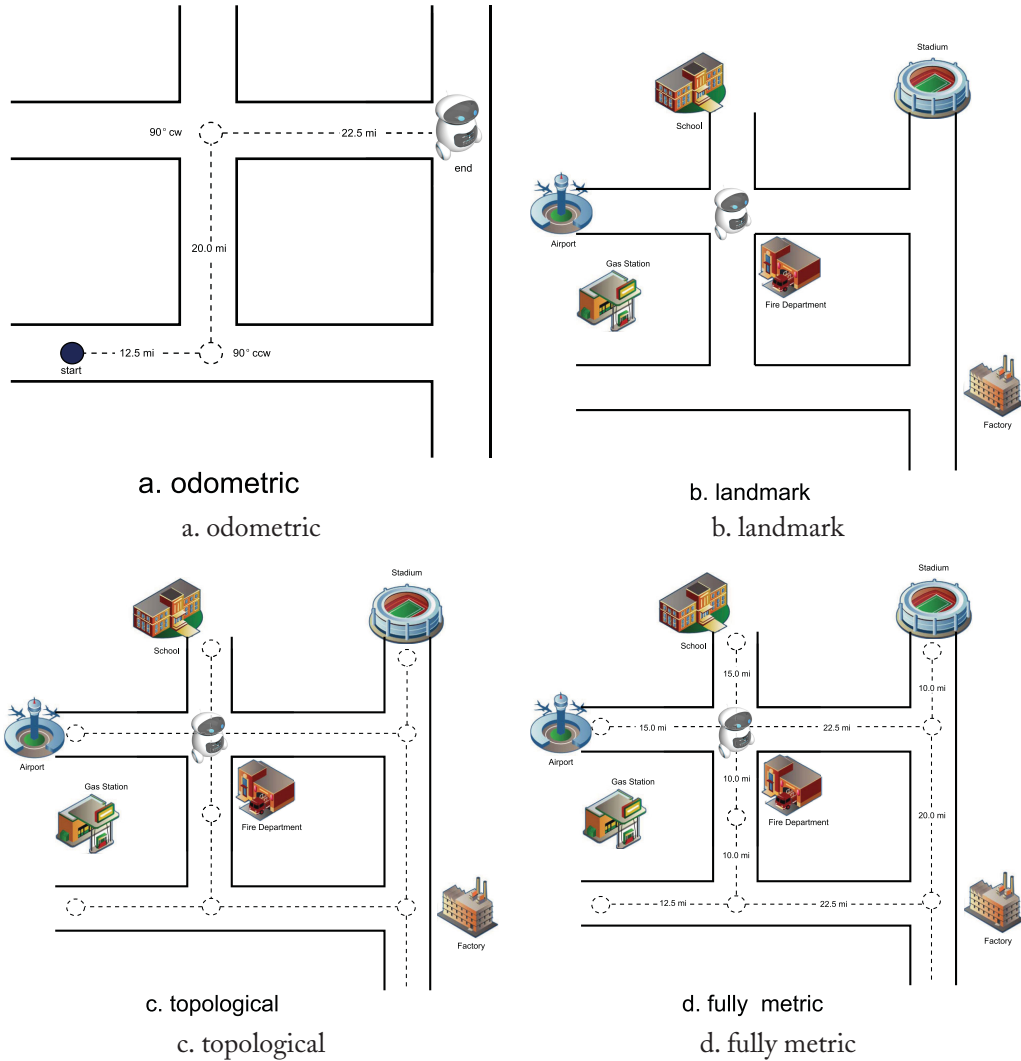 90° cw
22.5 mi
end
20.0 mi
12.5 mi
90° ccw
start
a. odometric
a. odometric
Stadium
School
Airport
Gas Station
Fire Department
Factory
b. landmark
b. landmark
Stadium
School
Airport
Gas Station
Fire Department
Factory
c. topological
c. topological
Stadium
School
15.0 mi
10.0 mi
15.0 mi
22.5 mi
Airport
10.0 mi
Gas Station
Fire Department
20.0 mi
10.0 mi
12.5 mi
22.5 mi
Factory
d. fully metric
d. fully metric